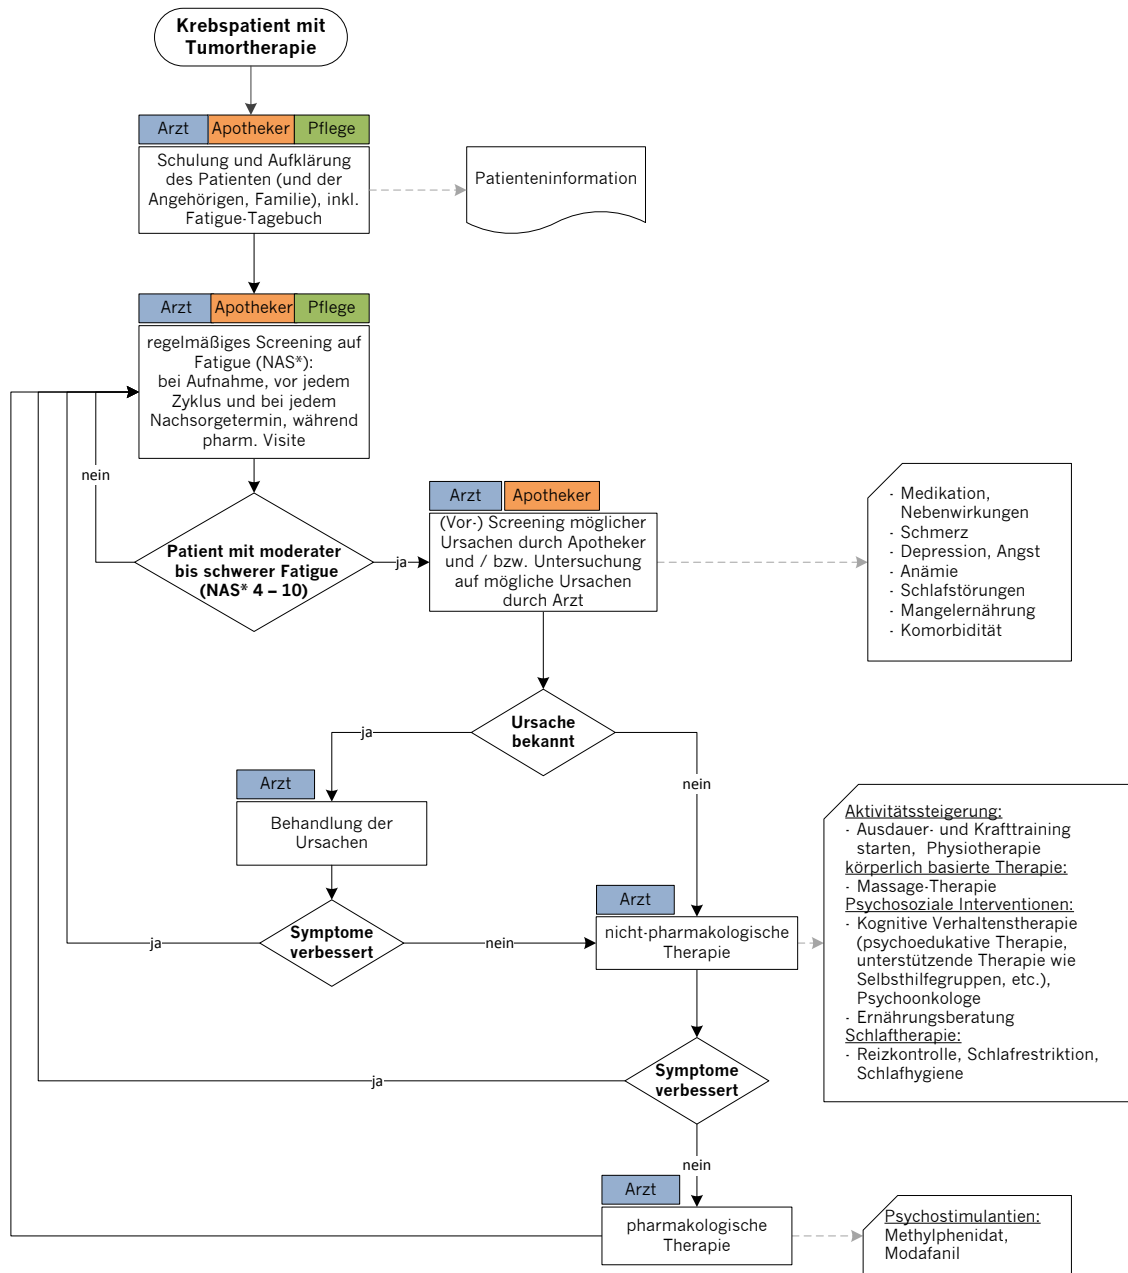 Krebspatient mit
Tumortherapie
Arzt
Apotheker
Pflege
Schulung und Aufklärung
des Patienten (und der
Angehörigen, Familie), inkl.
Fatigue-Tagebuch
Patienteninformation
Arzt
Apotheker
Pflege
regelmäßiges Screening auf
Fatigue (NAS*):
bei Aufnahme, vor jedem
Zyklus und bei jedem
Nachsorgetermin, während
pharm. Visite
nein
Patient mit moderater
bis schwerer Fatigue
(NAS* 4 – 10)
ja
Arzt
Apotheker
(Vor-) Screening möglicher
Ursachen durch Apotheker
und / bzw. Untersuchung
auf mögliche Ursachen
durch Arzt
- Medikation,
Nebenwirkungen
- Schmerz
- Depression, Angst
- Anämie
- Schlafstörungen
- Mangelernährung
- Komorbidität
Ursache
bekannt
ja
nein
Arzt
Behandlung der
Ursachen
Symptome
verbessert
ja
nein
Arzt
nicht-pharmakologische
Therapie
Aktivitätssteigerung:
- Ausdauer- und Krafttraining
starten, Physiotherapie
körperlich basierte Therapie:
- Massage-Therapie
Psychosoziale Interventionen:
- Kognitive Verhaltenstherapie
(psychoedukative Therapie,
unterstützende Therapie wie
Selbsthilfegruppen, etc.),
Psychoonkologe
- Ernährungsberatung
Schlaftherapie:
- Reizkontrolle, Schlafrestriktion,
Schlafhygiene
Symptome
verbessert
ja
nein
Arzt
pharmakologische
Therapie
Psychostimulantien:
Methylphenidat,
Modafanil